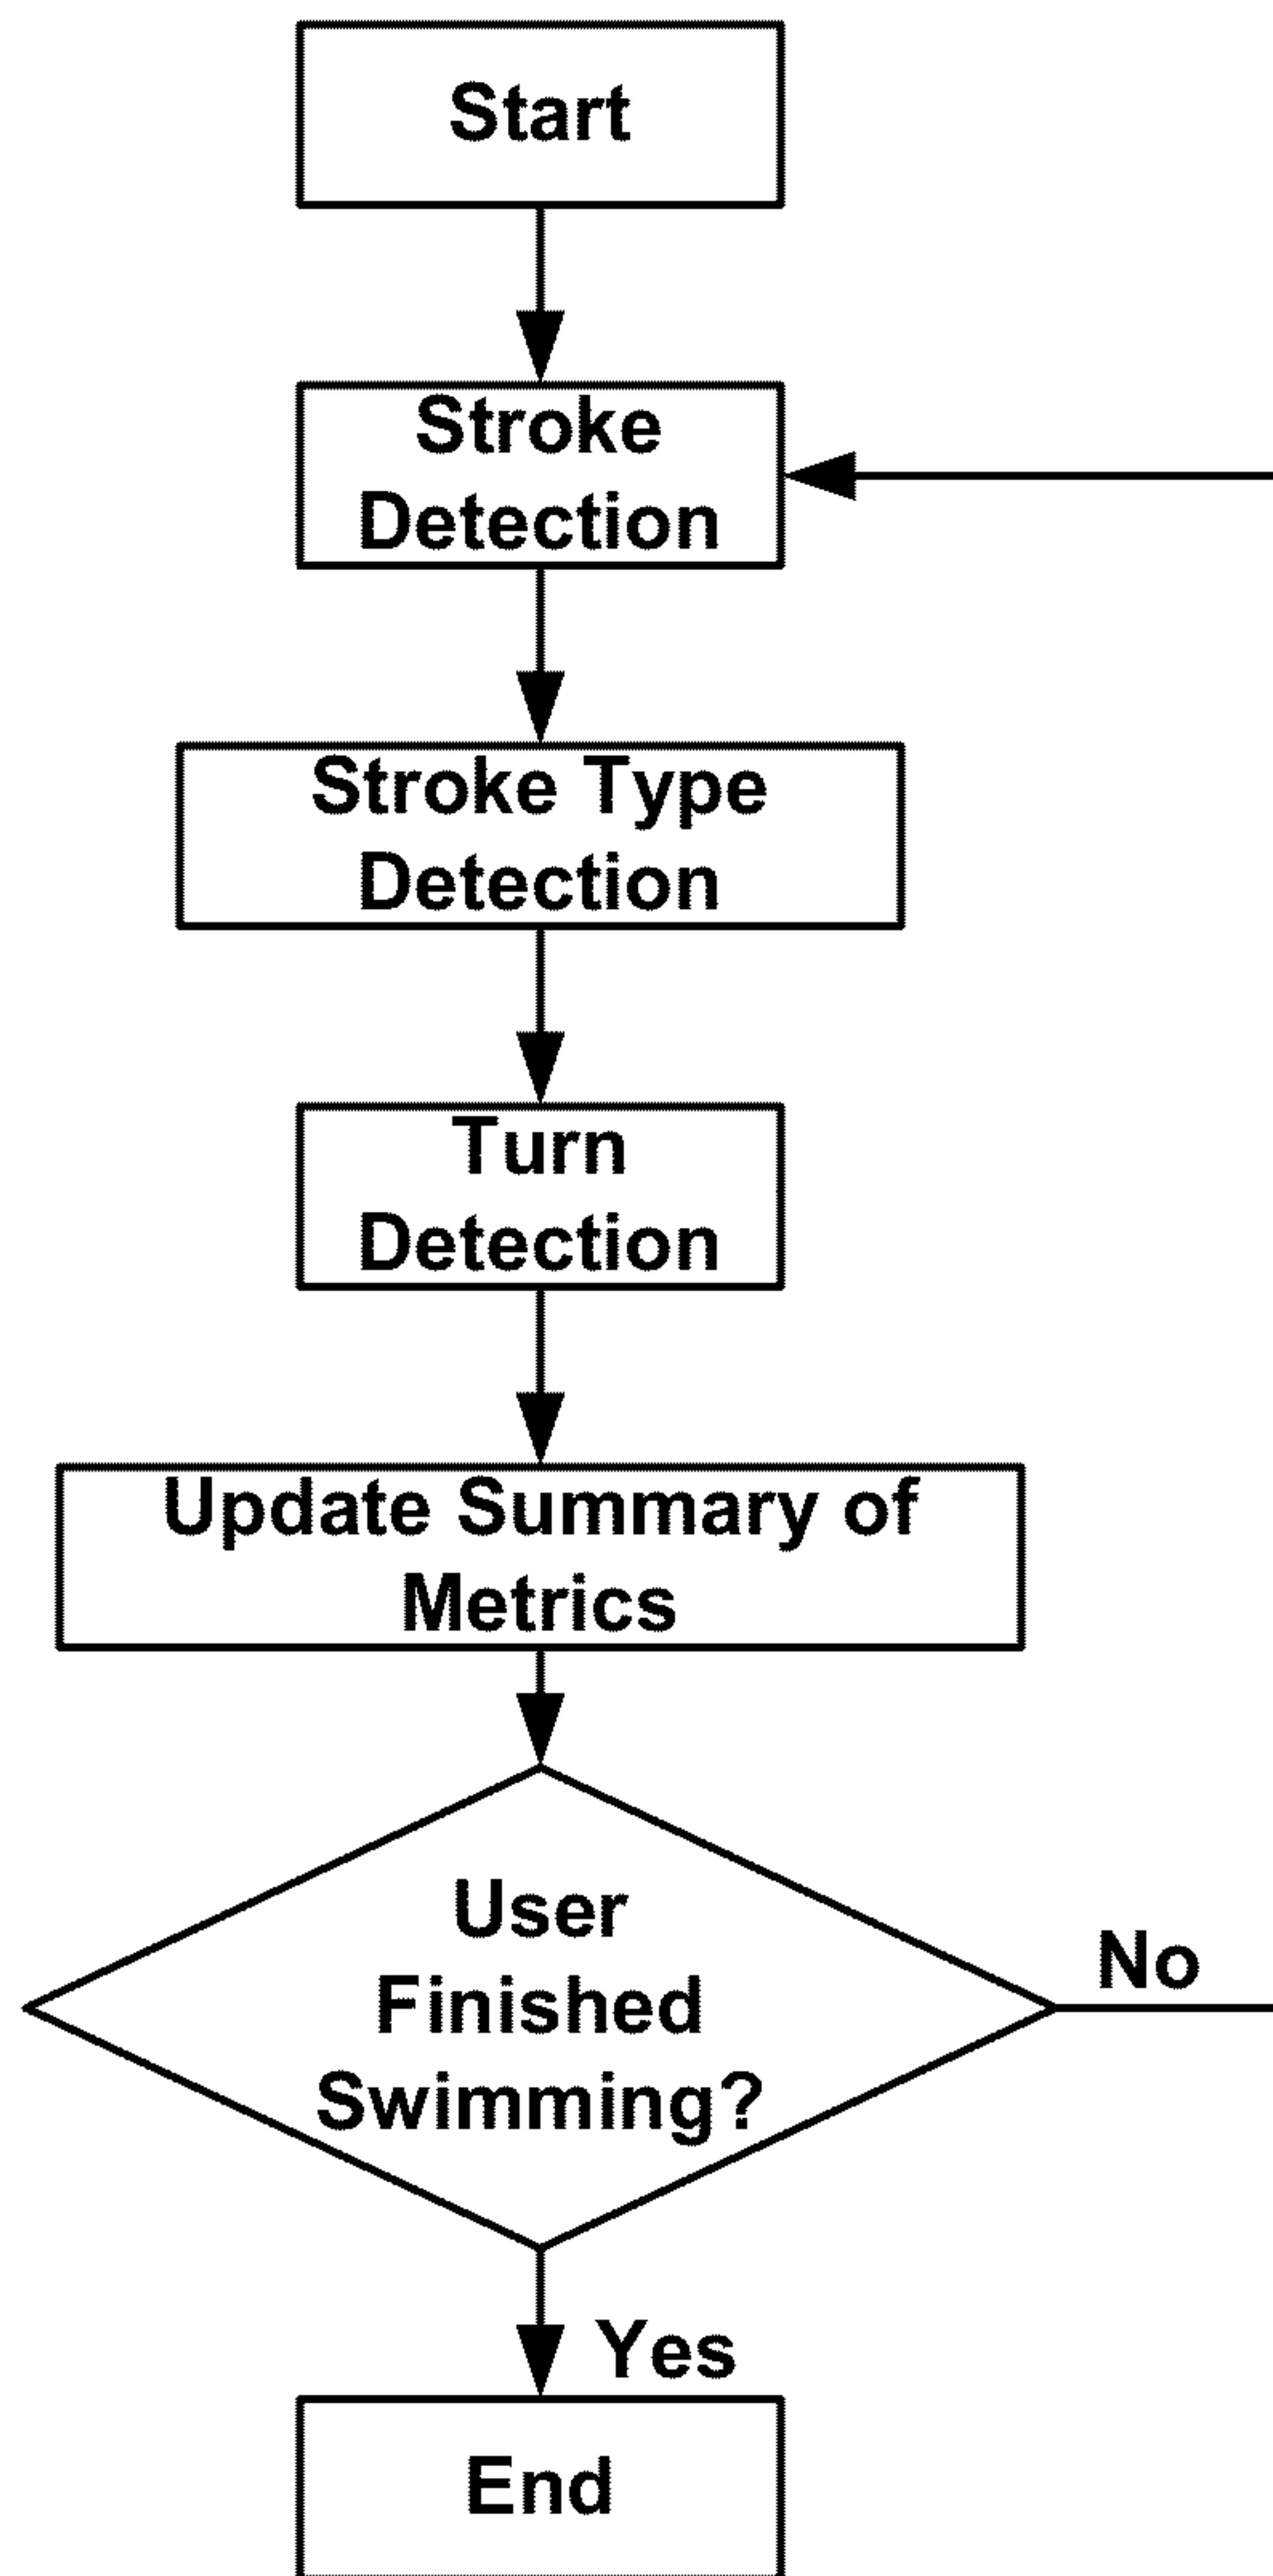 Start
Stroke
Detection
Stroke Type
Detection
Turn
Detection
Update Summary of
Metrics
User
Finished
Swimming?
No
Yes
End